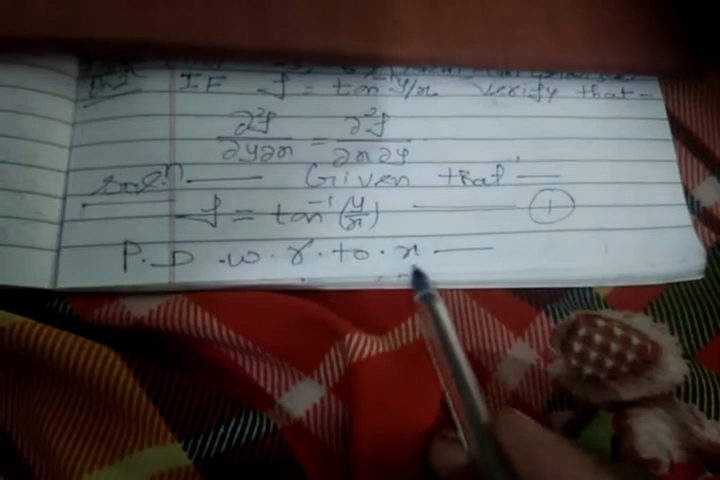 IF f = tan⁻¹ y/x verify that -
∂²f/∂y∂x = ∂²f/∂x∂y
Solⁿ — Given that —
f = tan⁻¹(y/x) — ①
P.D .w.r.to.x —